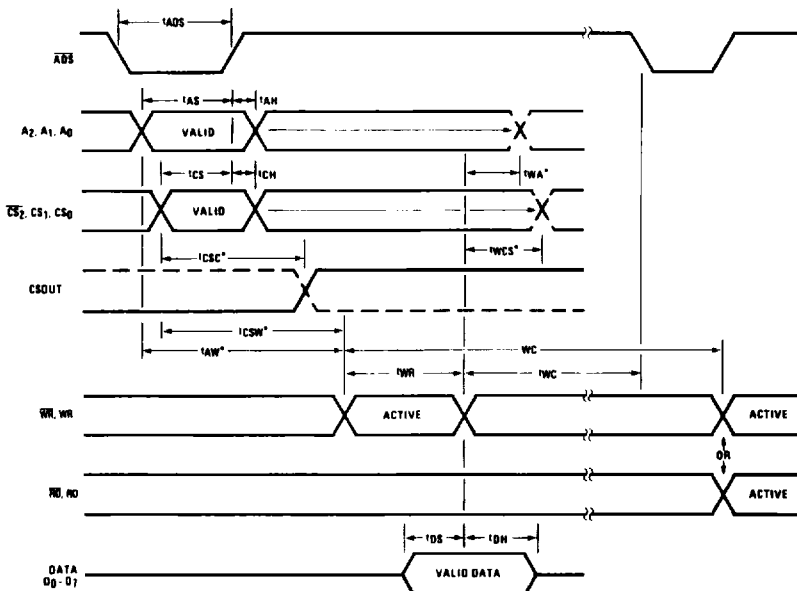 tADS
ADS
tAS tAH
A2, A1, A0 VALID
tWA*
tCS tCH
CS2, CS1, CS0 VALID
tCSC* tWCS*
CSOUT
tCSW*
tAW* WC
tWR tWC
WR, WR ACTIVE ACTIVE
OR
RD, RD ACTIVE
tDS tDH
DATA
D0 - D7 VALID DATA